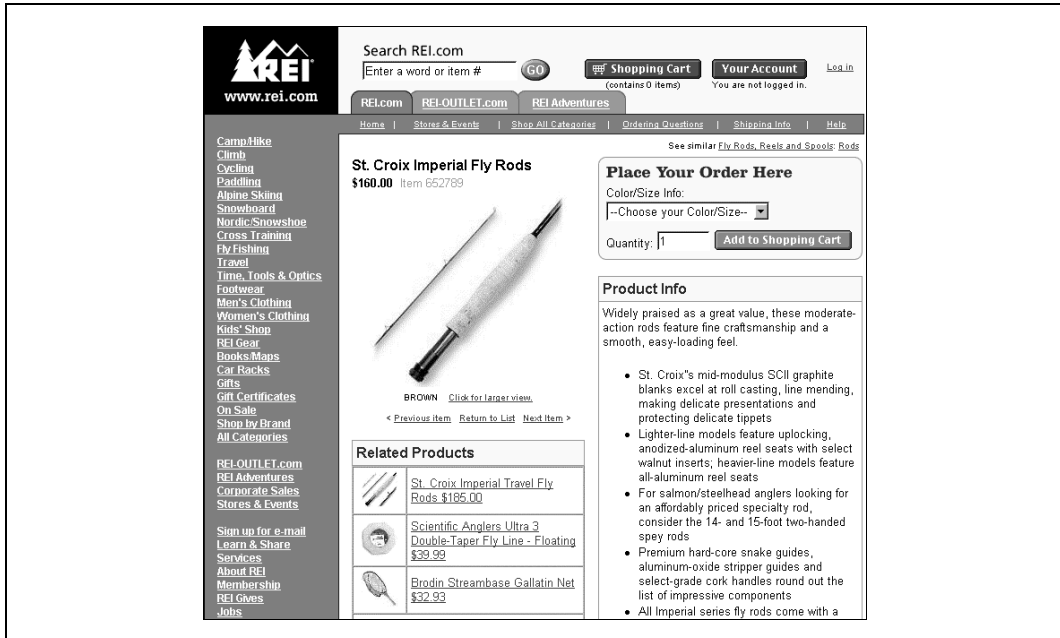 REI
www.rei.com
Search REI.com
Enter a word or item #
GO
Shopping Cart
(contains 0 items)
Your Account
You are not logged in.
Log in
REI.com
REI-OUTLET.com
REI Adventures
Home | Stores & Events | Shop All Categories | Ordering Questions | Shipping Info | Help
Camp/Hike
Climb
Cycling
Paddling
Alpine Skiing
Snowboard
Nordic/Snowshoe
Cross Training
Fly Fishing
Travel
Time, Tools & Optics
Footwear
Men's Clothing
Women's Clothing
Kids' Shop
REI Gear
Books/Maps
Car Racks
Gifts
Gift Certificates
On Sale
Shop by Brand
All Categories
REI-OUTLET.com
REI Adventures
Corporate Sales
Stores & Events
Sign up for e-mail
Learn & Share
Services
About REI
Membership
REI Gives
Jobs
See similar Fly Rods, Reels and Spools: Rods
St. Croix Imperial Fly Rods
$160.00 Item 652789
BROWN Click for larger view.
< Previous item Return to List Next Item >
Related Products
St. Croix Imperial Travel Fly
Rods $185.00
Scientific Anglers Ultra 3
Double-Taper Fly Line - Floating
$39.99
Brodin Streambase Gallatin Net
$32.93
Place Your Order Here
Color/Size Info:
--Choose your Color/Size--
Quantity: 1
Add to Shopping Cart
Product Info
Widely praised as a great value, these moderate-
action rods feature fine craftsmanship and a
smooth, easy-loading feel.
• St. Croix"s mid-modulus SCII graphite
blanks excel at roll casting, line mending,
making delicate presentations and
protecting delicate tippets
• Lighter-line models feature uplocking,
anodized-aluminum reel seats with select
walnut inserts; heavier-line models feature
all-aluminum reel seats
• For salmon/steelhead anglers looking for
an affordably priced specialty rod,
consider the 14- and 15-foot two-handed
spey rods
• Premium hard-core snake guides,
aluminum-oxide stripper guides and
select-grade cork handles round out the
list of impressive components
• All Imperial series fly rods come with a